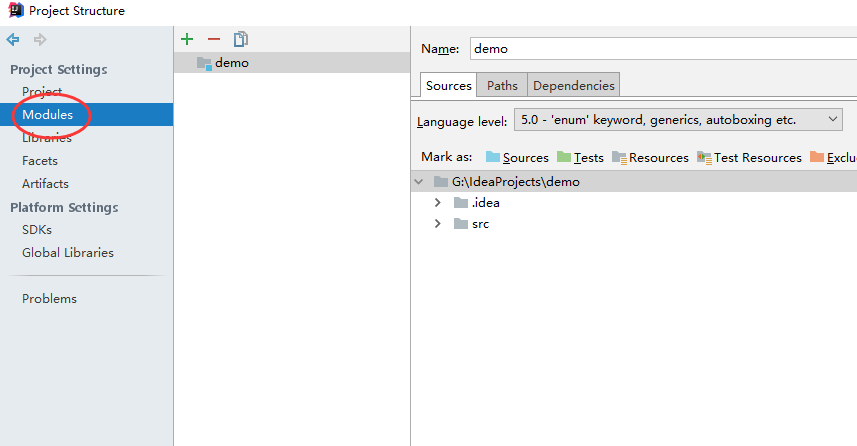 Project Structure
Project Settings
Project
Modules
Libraries
Facets
Artifacts
Platform Settings
SDKs
Global Libraries
Problems
demo
Name: demo
Sources Paths Dependencies
Language level: 5.0 - 'enum' keyword, generics, autoboxing etc.
Mark as: Sources Tests Resources Test Resources Exclu
G:\IdeaProjects\demo
.idea
src